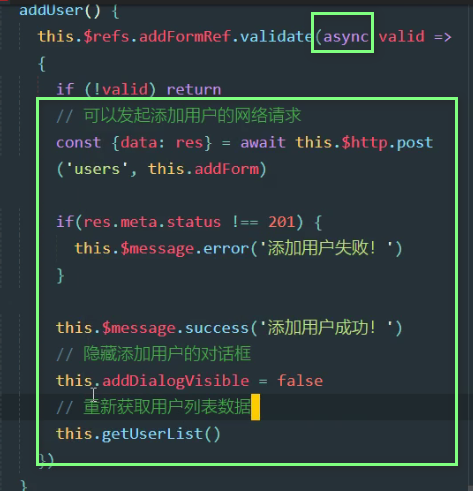 addUser() {
this.$refs.addFormRef.validate(async valid =>
{
if (!valid) return
// 可以发起添加用户的网络请求
const {data: res} = await this.$http.post
('users', this.addForm)
if(res.meta.status !== 201) {
this.$message.error('添加用户失败！')
}
this.$message.success('添加用户成功！')
// 隐藏添加用户的对话框
this.addDialogVisible = false
// 重新获取用户列表数据
this.getUserList()
})
}